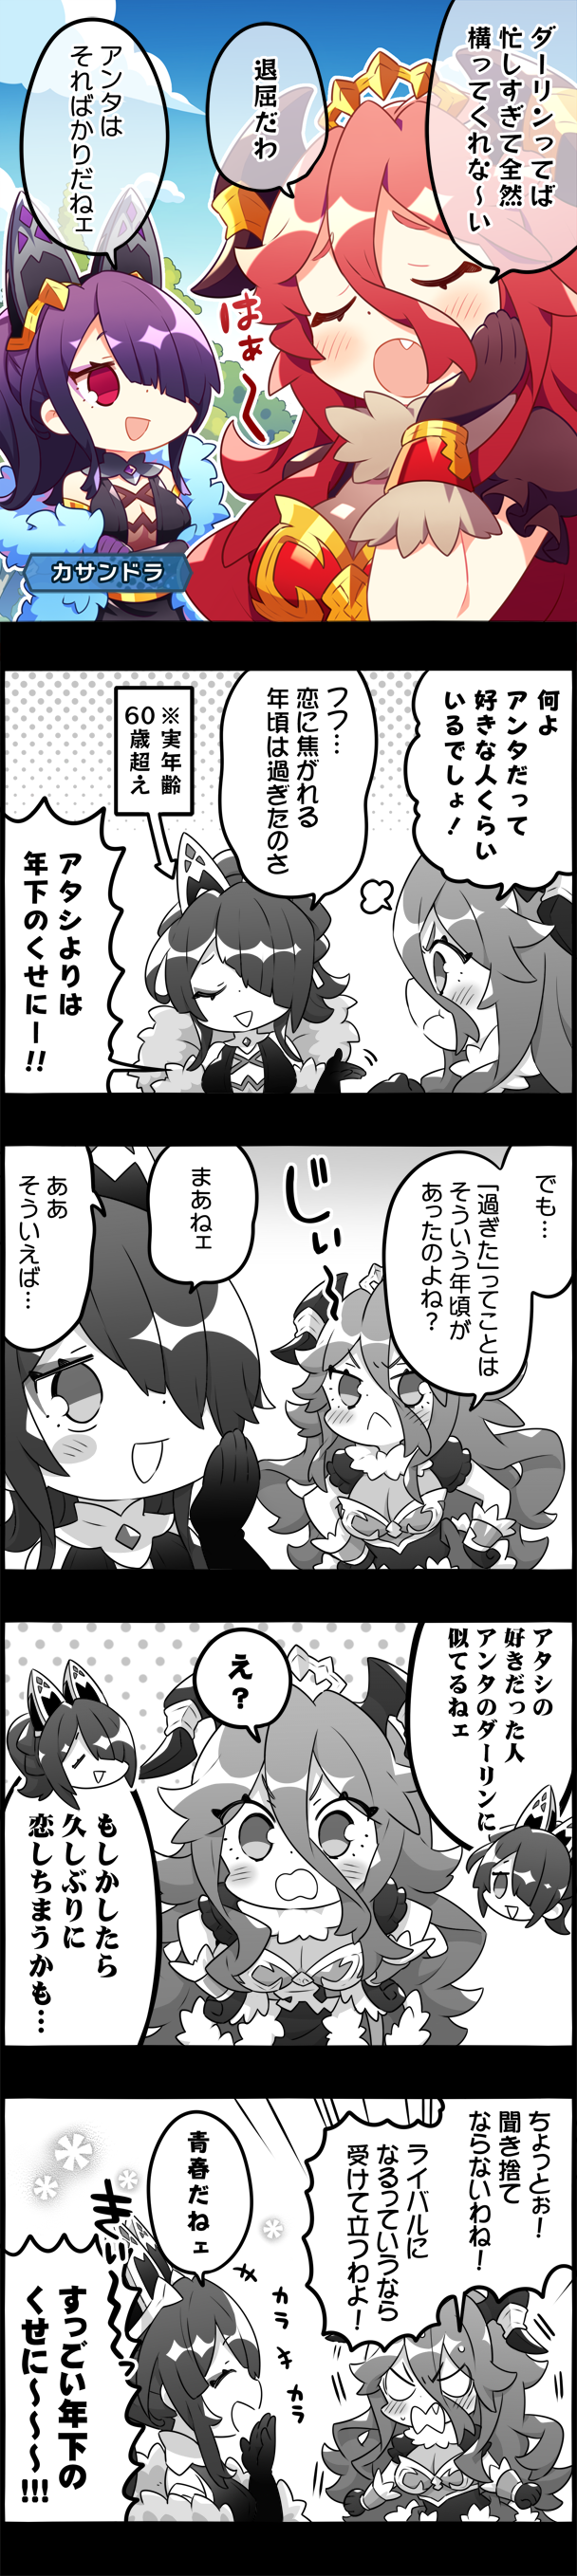 ダーリンってば
忙しすぎて全然
構ってくれな～い
退屈だわ
はぁ～
アンタは
そればかりだねェ
カサンドラ
何よ
アンタだって
好きな人くらい
いるでしょ！
フフ…
恋に焦がれる
年頃は過ぎたのさ
※実年齢
60歳超え
アタシよりは
年下のくせにー!!
でも…
「過ぎた」ってことは
そういう年頃が
あったのよね？
じぃ～
まあねェ
ああ
そういえば…
アタシの
好きだった人
アンタのダーリンに
似てるねェ
え？
もしかしたら
久しぶりに
恋しちまうかも…
ちょっとぉ！
聞き捨て
ならないわね！
ライバルに
なるっていうなら
受けて立つわよ！
青春だねェ
カラ
カラ
きぃ～～っ
すっごい年下の
くせに～～～!!!